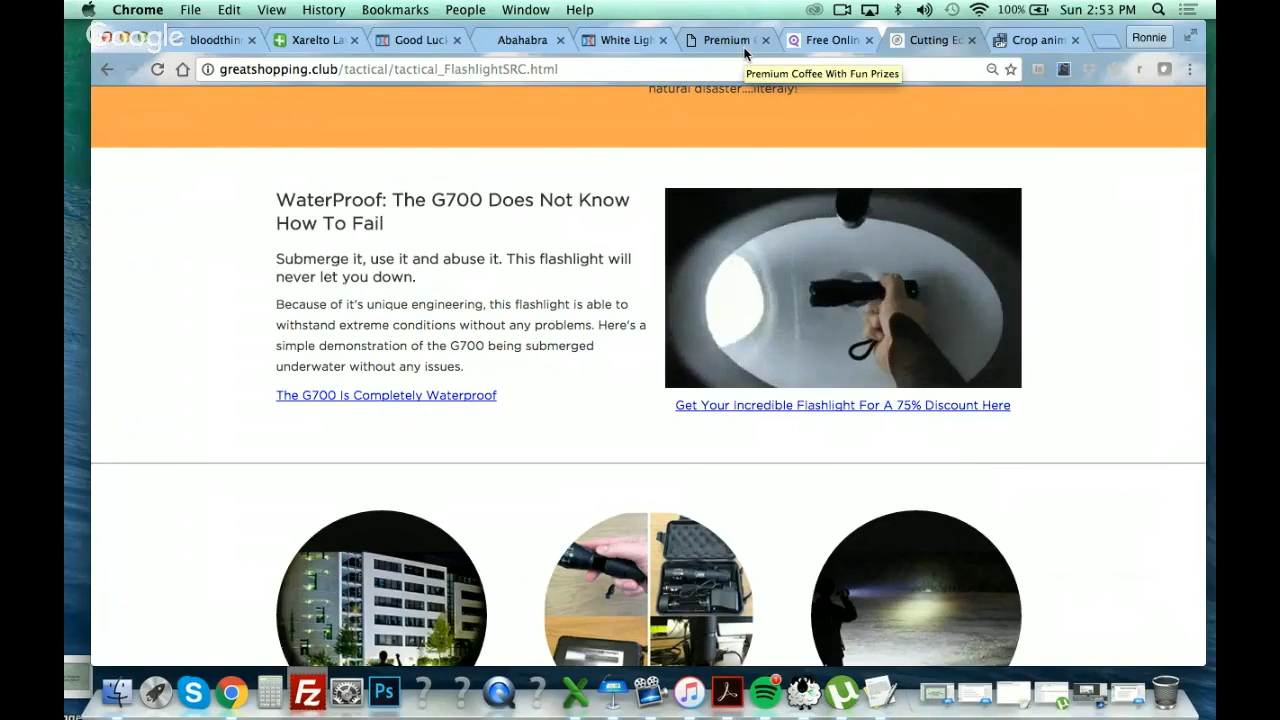 Chrome File Edit View History Bookmarks People Window Help 100% Sun 2:53 PM
Google
bloodthin Xarelto La Good Luck Ababahra White Ligh Premium Free Onlin Cutting Ed Crop anim Ronnie
greatshopping.club/tactical/tactical_FlashlightSRC.html
Premium Coffee With Fun Prizes
natural disaster....literaly!
WaterProof: The G700 Does Not Know
How To Fail
Submerge it, use it and abuse it. This flashlight will
never let you down.
Because of it's unique engineering, this flashlight is able to
withstand extreme conditions without any problems. Here's a
simple demonstration of the G700 being submerged
underwater without any issues.
The G700 Is Completely Waterproof
Get Your Incredible Flashlight For A 75% Discount Here